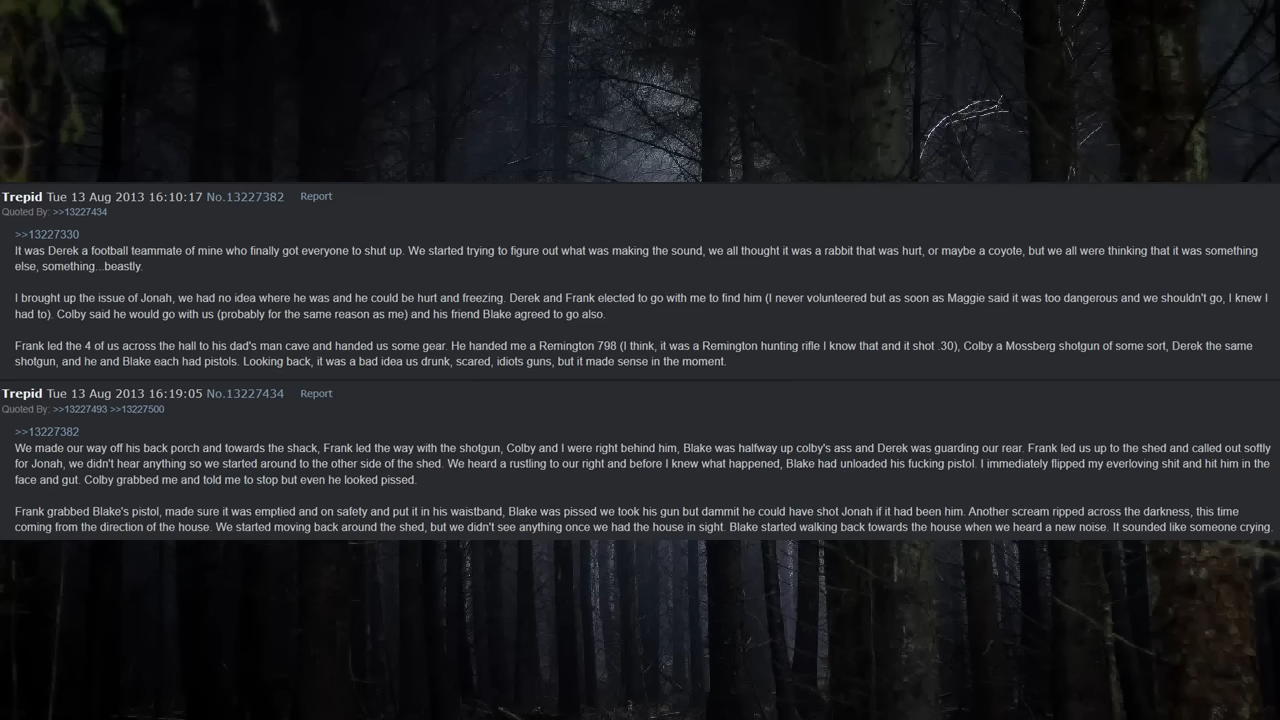 Trepid Tue 13 Aug 2013 16:10:17 No.13227382 Report
Quoted By: >>13227434
>>13227330
It was Derek a football teammate of mine who finally got everyone to shut up. We started trying to figure out what was making the sound, we all thought it was a rabbit that was hurt, or maybe a coyote, but we all were thinking that it was something
else, something...beastly.
I brought up the issue of Jonah, we had no idea where he was and he could be hurt and freezing. Derek and Frank elected to go with me to find him (I never volunteered but as soon as Maggie said it was too dangerous and we shouldn't go, I knew I
had to). Colby said he would go with us (probably for the same reason as me) and his friend Blake agreed to go also.
Frank led the 4 of us across the hall to his dad's man cave and handed us some gear. He handed me a Remington 798 (I think, it was a Remington hunting rifle I know that and it shot .30), Colby a Mossberg shotgun of some sort, Derek the same
shotgun, and he and Blake each had pistols. Looking back, it was a bad idea us drunk, scared, idiots guns, but it made sense in the moment.
Trepid Tue 13 Aug 2013 16:19:05 No.13227434 Report
Quoted By: >>13227493 >>13227500
>>13227382
We made our way off his back porch and towards the shack, Frank led the way with the shotgun, Colby and I were right behind him, Blake was halfway up colby's ass and Derek was guarding our rear. Frank led us up to the shed and called out softly
for Jonah, we didn't hear anything so we started around to the other side of the shed. We heard a rustling to our right and before I knew what happened, Blake had unloaded his fucking pistol. I immediately flipped my everloving shit and hit him in the
face and gut. Colby grabbed me and told me to stop but even he looked pissed.
Frank grabbed Blake's pistol, made sure it was emptied and on safety and put it in his waistband, Blake was pissed we took his gun but dammit he could have shot Jonah if it had been him. Another scream ripped across the darkness, this time
coming from the direction of the house. We started moving back around the shed, but we didn't see anything once we had the house in sight. Blake started walking back towards the house when we heard a new noise. It sounded like someone crying.